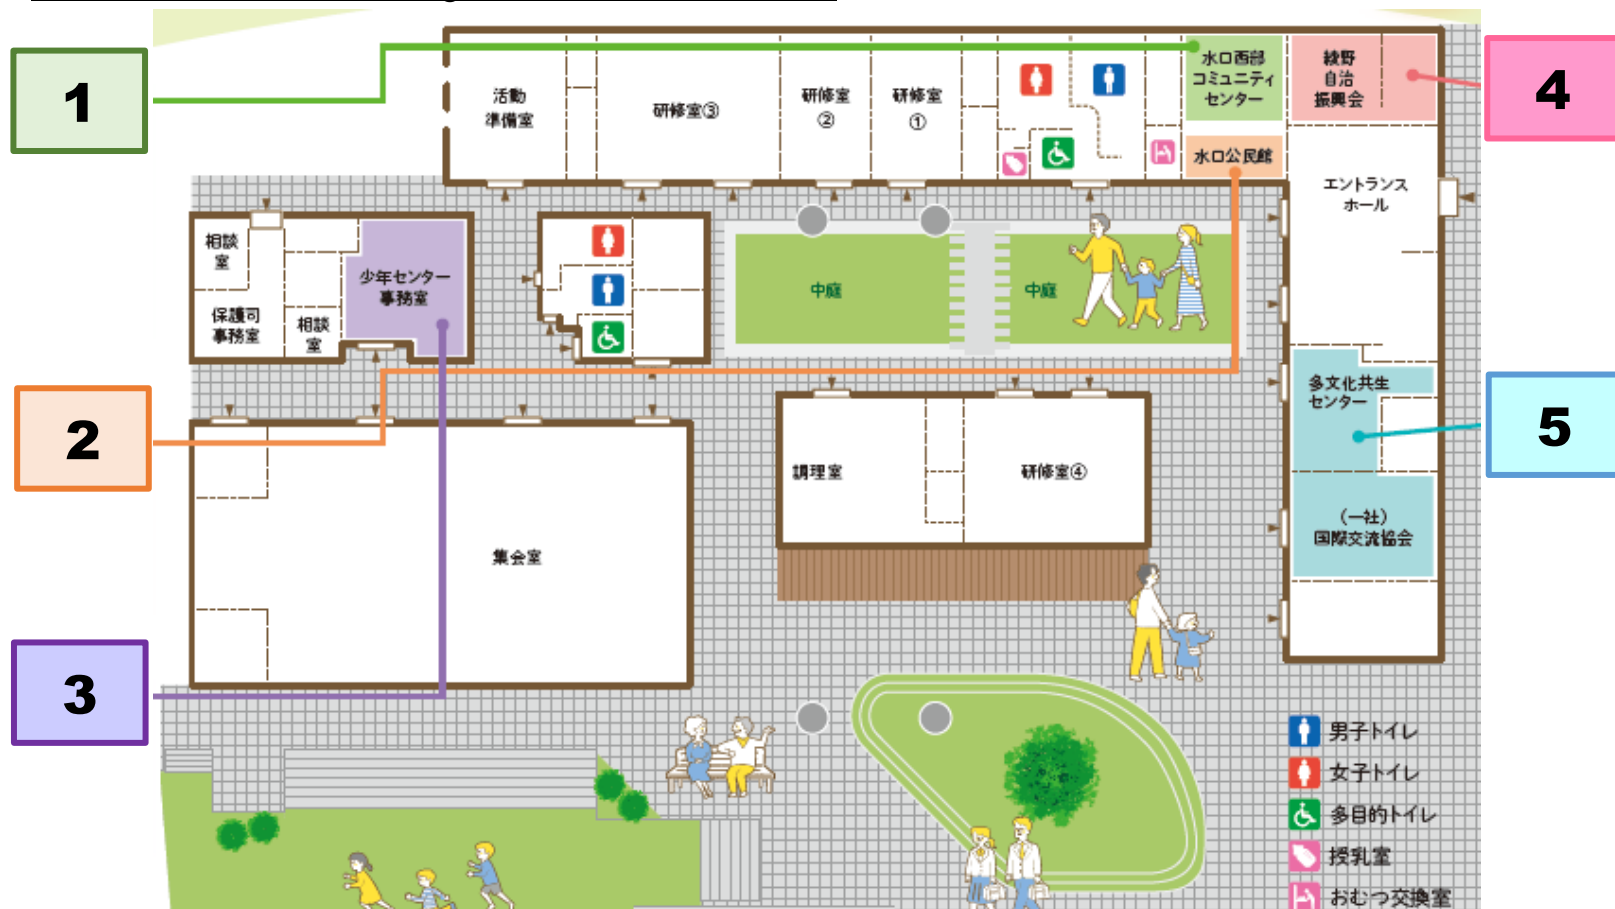 1
2
3
4
5
活動
準備室
研修室③
研修室
②
研修室
①
水口西部
コミュニティ
センター
水口公民館
綾野
自治
振興会
エントランス
ホール
相談
室
保護司
事務室
相談
室
少年センター
事務室
中庭
中庭
多文化共生
センター
(一社)
国際交流協会
調理室
研修室④
集会室
男子トイレ
女子トイレ
多目的トイレ
授乳室
おむつ交換室